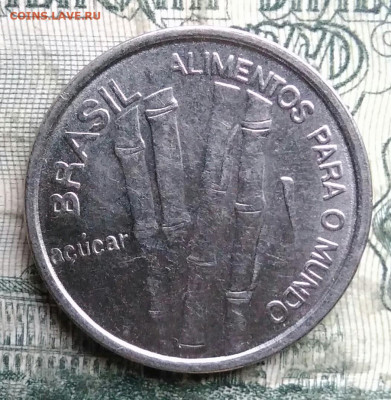 COINS.LAVE.RU
BRASIL
ALIMENTOS PARA O MUNDO
açúcar